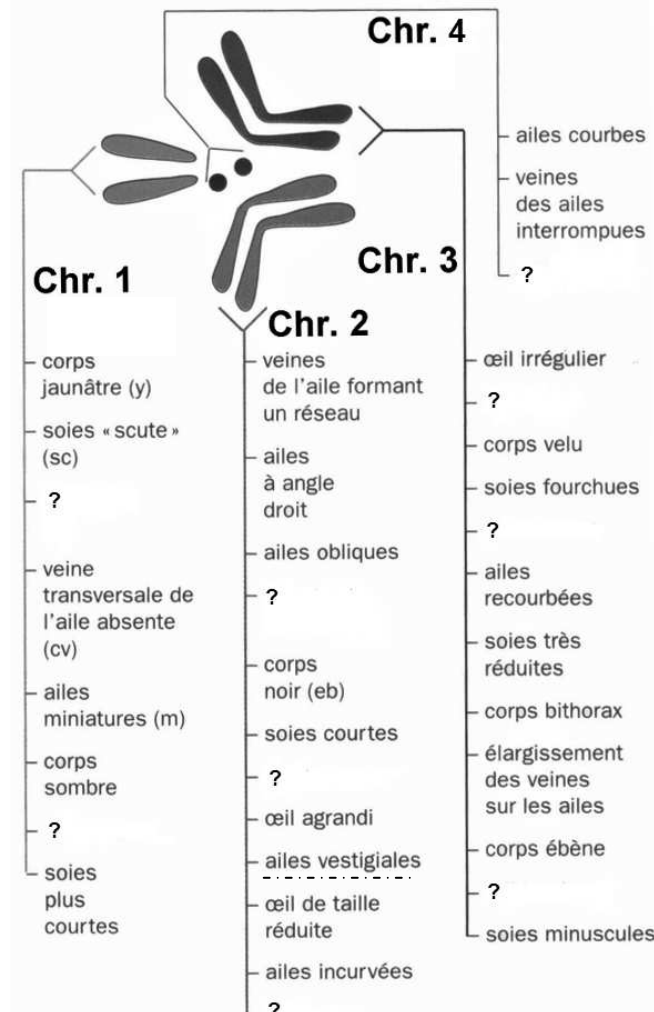 Chr. 4
ailes courbes
veines
des ailes
interrompues
?
Chr. 1
corps
jaunâtre (y)
soies « scute »
(sc)
?
veine
transversale de
l'aile absente
(cv)
ailes
miniatures (m)
corps
sombre
?
soies
plus
courtes
Chr. 2
veines
de l'aile formant
un réseau
ailes
à angle
droit
ailes obliques
?
corps
noir (eb)
soies courtes
?
œil agrandi
ailes vestigiales
œil de taille
réduite
ailes incurvées
?
Chr. 3
œil irrégulier
?
corps velu
soies fourchues
?
ailes
recourbées
soies très
réduites
corps bithorax
élargissement
des veines
sur les ailes
corps ébène
?
soies minuscules